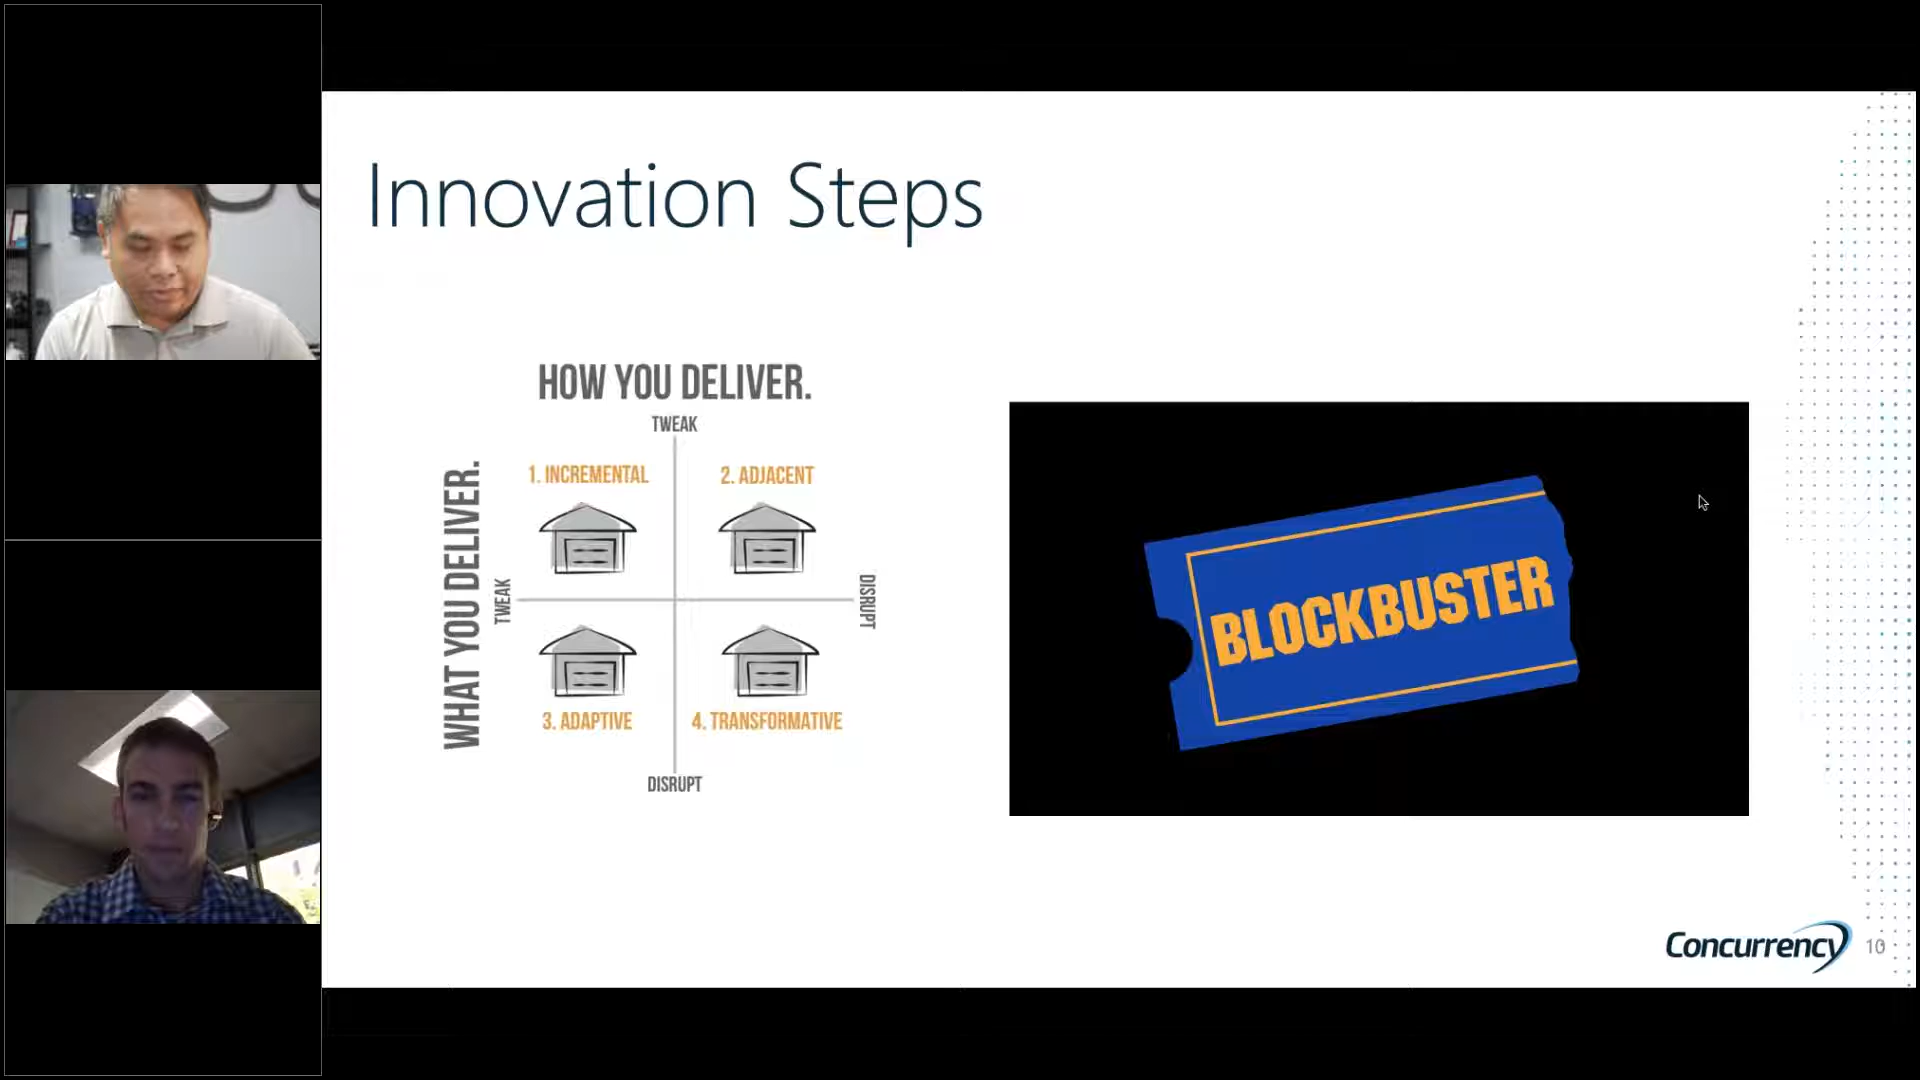 Innovation Steps
HOW YOU DELIVER.
TWEAK
1. INCREMENTAL
2. ADJACENT
WHAT YOU DELIVER.
TWEAK
DISRUPT
3. ADAPTIVE
4. TRANSFORMATIVE
DISRUPT
BLOCKBUSTER
Concurrency
10